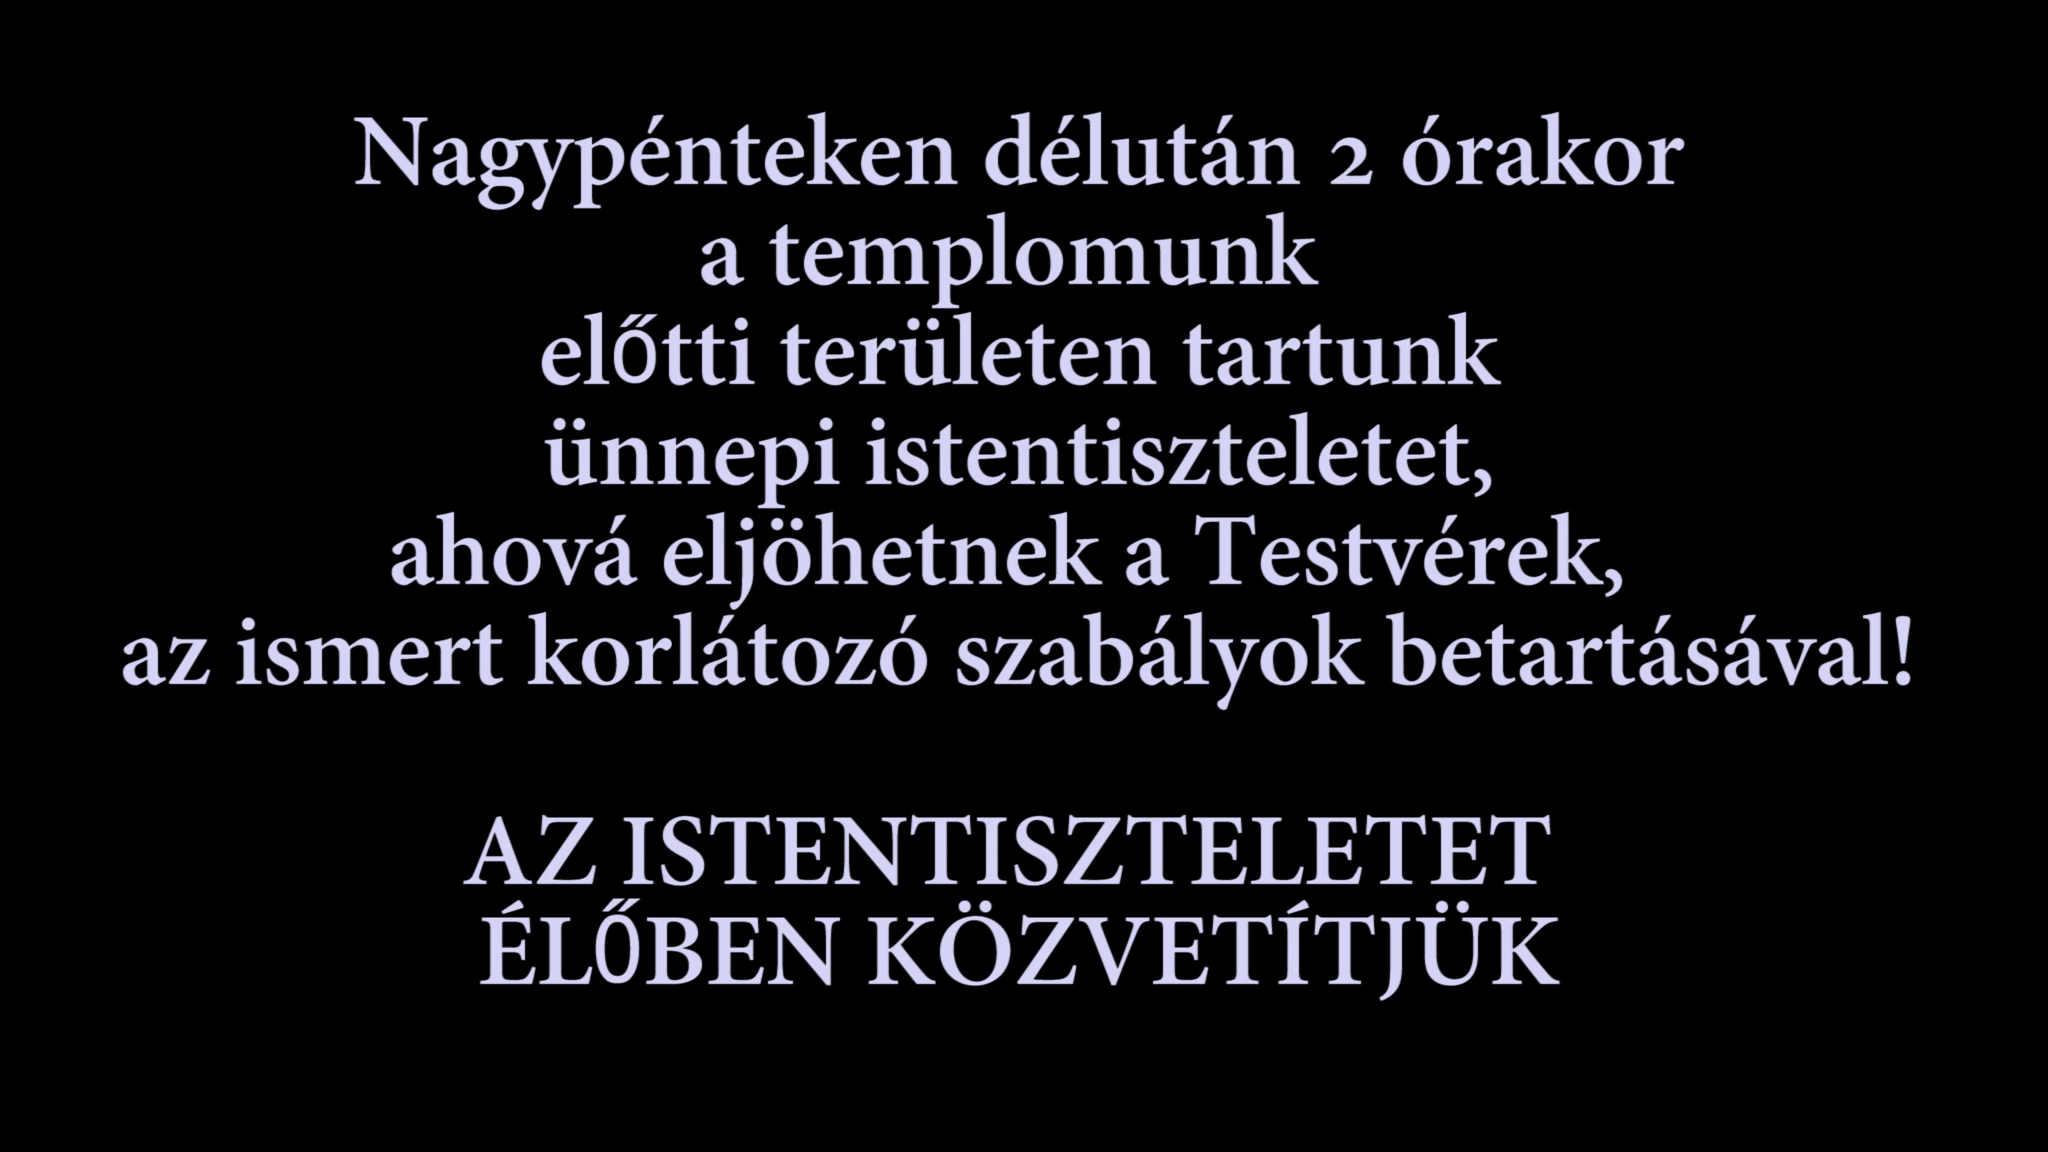 Nagypénteken délután 2 órakor
a templomunk
előtti területen tartunk
ünnepi istentiszteletet,
ahová eljöhetnek a Testvérek,
az ismert korlátozó szabályok betartásával!
AZ ISTENTISZTELETET
ÉLŐBEN KÖZVETÍTJÜK